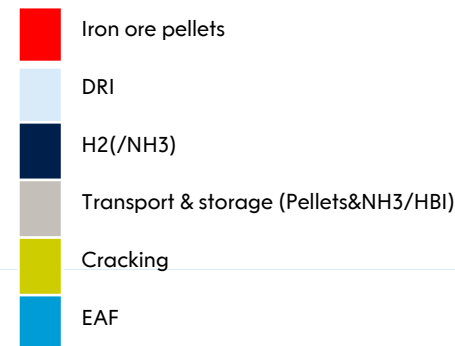 Iron ore pellets
DRI
H2(/NH3)
Transport & storage (Pellets&NH3/HBI)
Cracking
EAF